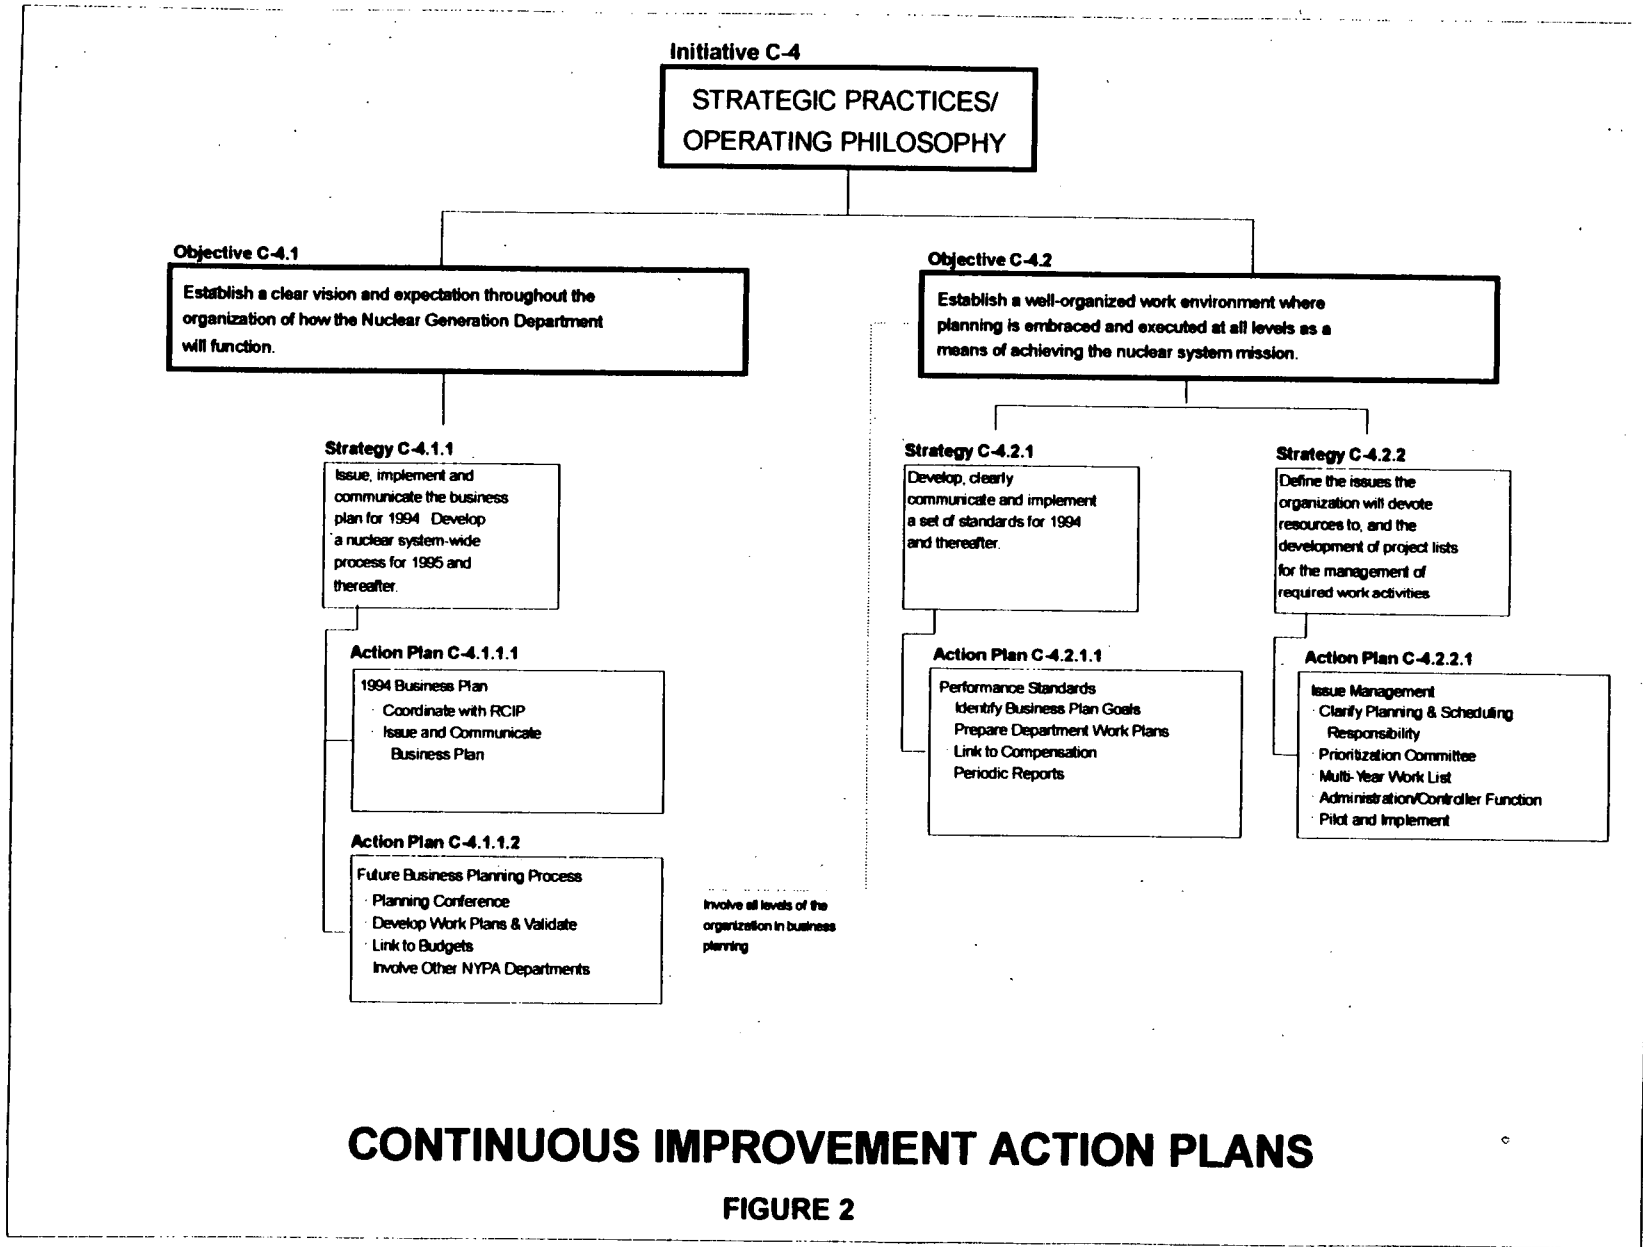 Initiative C-4
STRATEGIC PRACTICES/
OPERATING PHILOSOPHY
Objective C-4.1
Establish a clear vision and expectation throughout the
organization of how the Nuclear Generation Department
will function.
Objective C-4.2
Establish a well-organized work environment where
planning is embraced and executed at all levels as a
means of achieving the nuclear system mission.
Strategy C-4.1.1
Issue, implement and
communicate the business
plan for 1994 Develop
a nuclear system-wide
process for 1995 and
thereafter.
Strategy C-4.2.1
Develop, clearly
communicate and implement
a set of standards for 1994
and thereafter.
Strategy C-4.2.2
Define the issues the
organization will devote
resources to, and the
development of project lists
for the management of
required work activities
Action Plan C-4.1.1.1
1994 Business Plan
· Coordinate with RCIP
· Issue and Communicate
Business Plan
Action Plan C-4.2.1.1
Performance Standards
Identify Business Plan Goals
Prepare Department Work Plans
· Link to Compensation
Periodic Reports
Action Plan C-4.2.2.1
Issue Management
· Clarify Planning & Scheduling
Responsibility
· Prioritization Committee
· Multi-Year Work List
· Administration/Controller Function
· Pilot and Implement
Action Plan C-4.1.1.2
Future Business Planning Process
· Planning Conference
· Develop Work Plans & Validate
· Link to Budgets
Involve Other NYPA Departments
Involve all levels of the
organization in business
planning
CONTINUOUS IMPROVEMENT ACTION PLANS
FIGURE 2